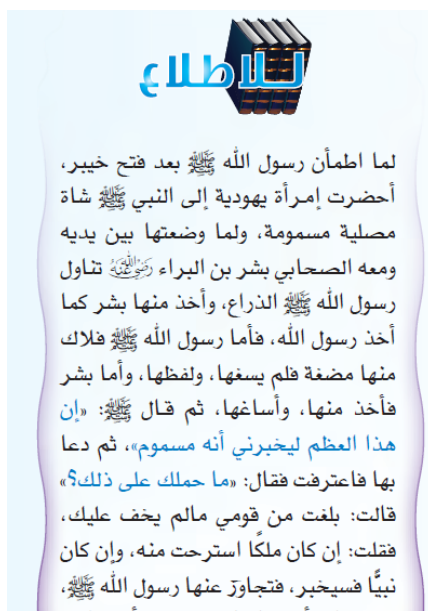 للاطلاع
لما اطمأن رسول الله ﷺ بعد فتح خيبر،
أحضرت إمرأة يهودية إلى النبي ﷺ شاة
مصلية مسمومة، ولما وضعتها بين يديه
ومعه الصحابي بشر بن البراء رضي الله عنه تناول
رسول الله ﷺ الذراع، وأخذ منها بشر كما
أخذ رسول الله، فأما رسول الله ﷺ فلاك
منها مضغة فلم يسغها، ولفظها، وأما بشر
فأخذ منها، وأساغها، ثم قال ﷺ: «إن
هذا العظم ليخبرني أنه مسموم»، ثم دعا
بها فاعترفت فقال: «ما حملك على ذلك؟»
قالت: بلغت من قومي مالم يخف عليك،
فقلت: إن كان ملكًا استرحت منه، وإن كان
نبيًّا فسيخبر، فتجاوز عنها رسول الله ﷺ،